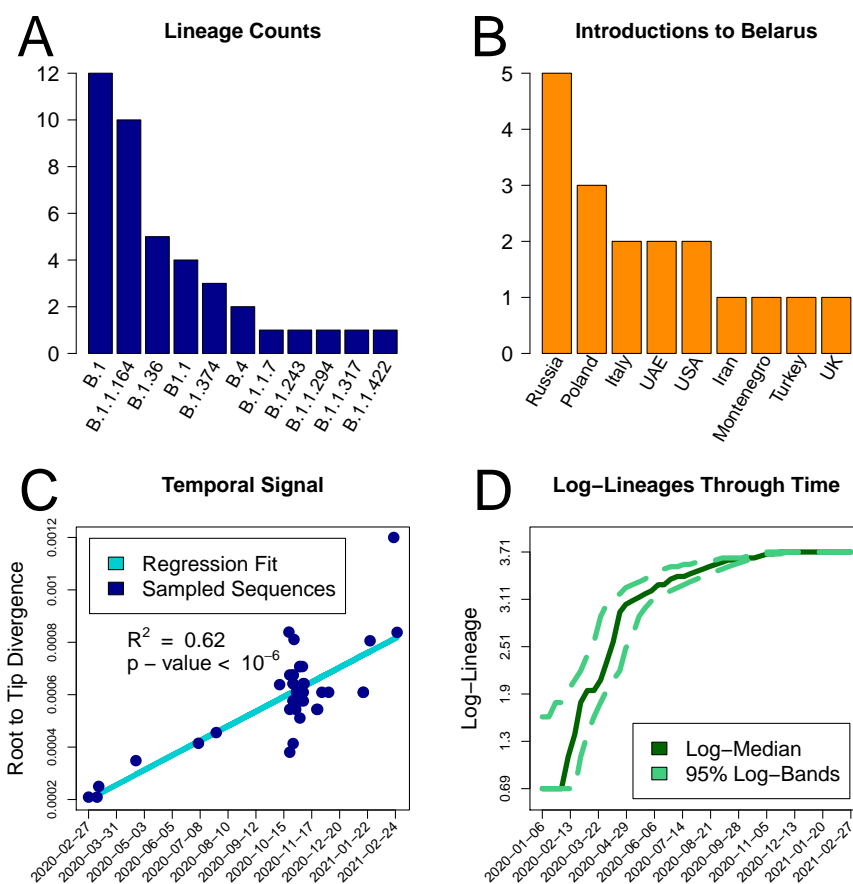 A
Lineage Counts
12
10
8
6
4
2
0
B.1
B.1.1.164
B.1.36
B1.1
B.1.374
B.4
B.1.1.7
B.1.243
B.1.1.294
B.1.1.317
B.1.1.422
B
Introductions to Belarus
5
4
3
2
1
0
Russia
Poland
Italy
UAE
USA
Iran
Montenegro
Turkey
UK
C
Temporal Signal
Root to Tip Divergence
0.0012
0.001
0.0008
0.0006
0.0004
0.0002
Regression Fit
Sampled Sequences
R² = 0.62
p − value < 10⁻⁶
2020−02−27
2020−03−31
2020−05−03
2020−06−05
2020−07−08
2020−08−10
2020−09−12
2020−10−15
2020−11−17
2020−12−20
2021−01−22
2021−02−24
D
Log−Lineages Through Time
Log−Lineage
3.71
3.11
2.51
1.9
1.3
0.69
Log−Median
95% Log−Bands
2020−01−06
2020−02−13
2020−03−22
2020−04−29
2020−06−06
2020−07−14
2020−08−21
2020−09−28
2020−11−05
2020−12−13
2021−01−20
2021−02−27